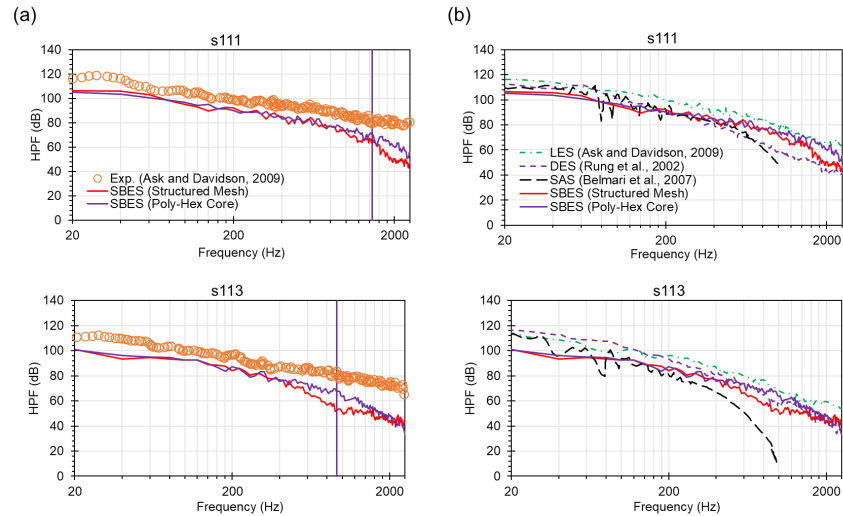 (a)
s111
140
120
100
80
60
40
20
0
HPF (dB)
Exp. (Ask and Davidson, 2009)
SBES (Structured Mesh)
SBES (Poly-Hex Core)
20 200 2000
Frequency (Hz)
(b)
s111
140
120
100
80
60
40
20
0
HPF (dB)
LES (Ask and Davidson, 2009)
DES (Rung et al., 2002)
SAS (Belmari et al., 2007)
SBES (Structured Mesh)
SBES (Poly-Hex Core)
20 200 2000
Frequency (Hz)
s113
140
120
100
80
60
40
20
0
HPF (dB)
20 200 2000
Frequency (Hz)
s113
140
120
100
80
60
40
20
0
HPF (dB)
20 200 2000
Frequency (Hz)